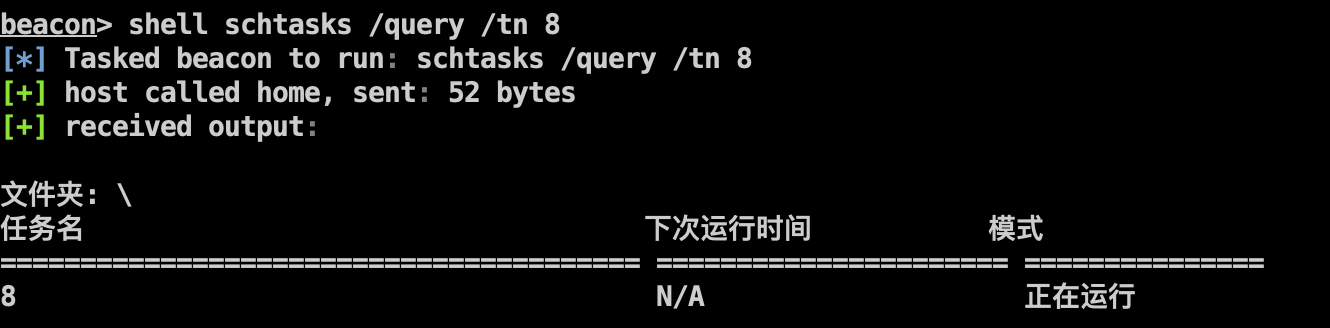 beacon> shell schtasks /query /tn 8
[*] Tasked beacon to run: schtasks /query /tn 8
[+] host called home, sent: 52 bytes
[+] received output:
文件夹: \
任务名 下次运行时间 模式
======================================== ====================== ===============
8 N/A 正在运行